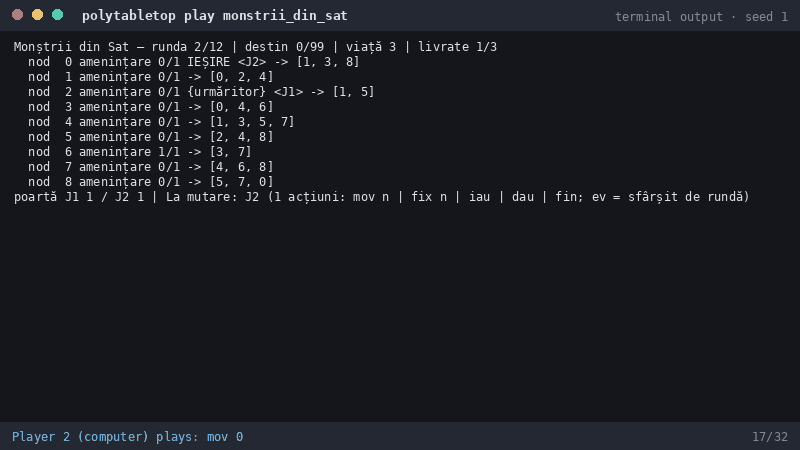 polytabletop play monstrii_din_sat
terminal output · seed 1
Monștrii din Sat — runda 2/12 | destin 0/99 | viață 3 | livrate 1/3
nod 0 amenințare 0/1 IEȘIRE <J2> -> [1, 3, 8]
nod 1 amenințare 0/1 -> [0, 2, 4]
nod 2 amenințare 0/1 {urmăritor} <J1> -> [1, 5]
nod 3 amenințare 0/1 -> [0, 4, 6]
nod 4 amenințare 0/1 -> [1, 3, 5, 7]
nod 5 amenințare 0/1 -> [2, 4, 8]
nod 6 amenințare 1/1 -> [3, 7]
nod 7 amenințare 0/1 -> [4, 6, 8]
nod 8 amenințare 0/1 -> [5, 7, 0]
poartă J1 1 / J2 1 | La mutare: J2 (1 acțiuni: mov n | fix n | iau | dau | fin; ev = sfârșit de rundă)
Player 2 (computer) plays: mov 0
17/32